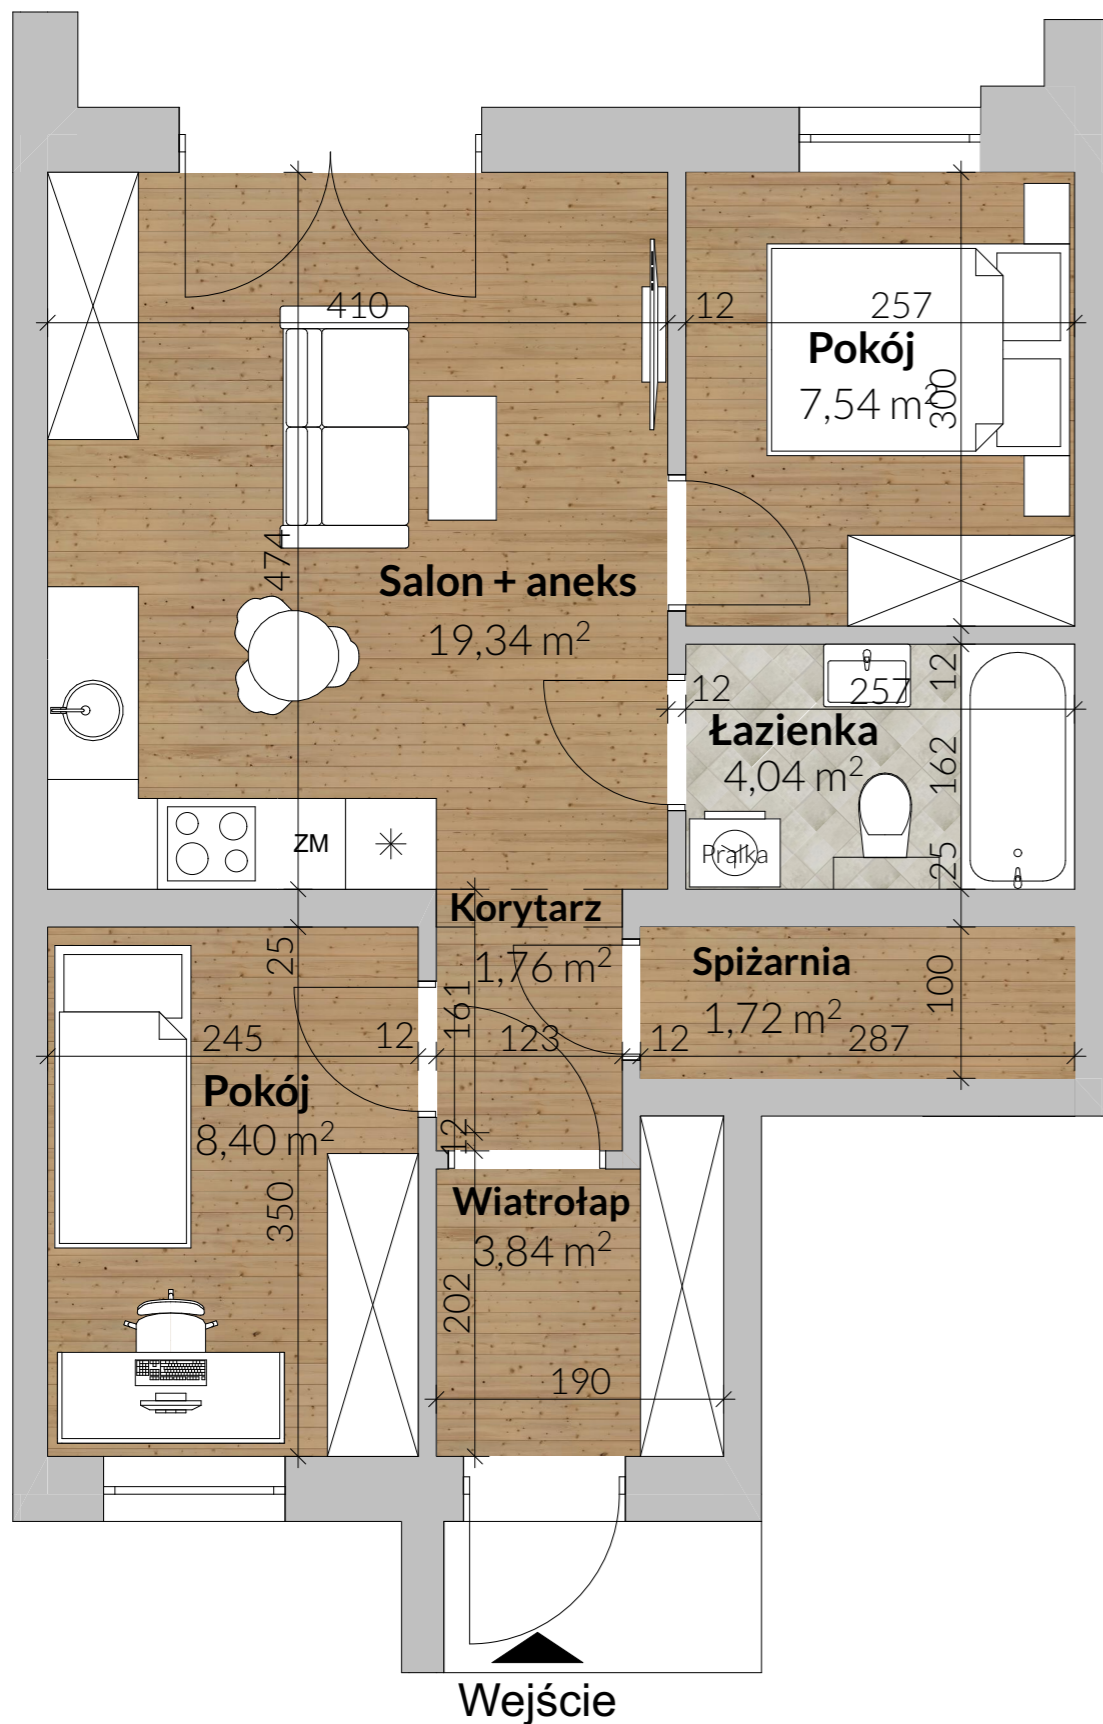 410
12
257
Pokój
7,54 m²
300
474
Salon + aneks
19,34 m²
12
257
12
Łazienka
4,04 m²
162
25
Pralka
ZM
Korytarz
1,76 m²
161
25
Spiżarnia
1,72 m²
100
245
12
123
12
287
Pokój
8,40 m²
350
12
Wiatrołap
3,84 m²
202
190
Wejście